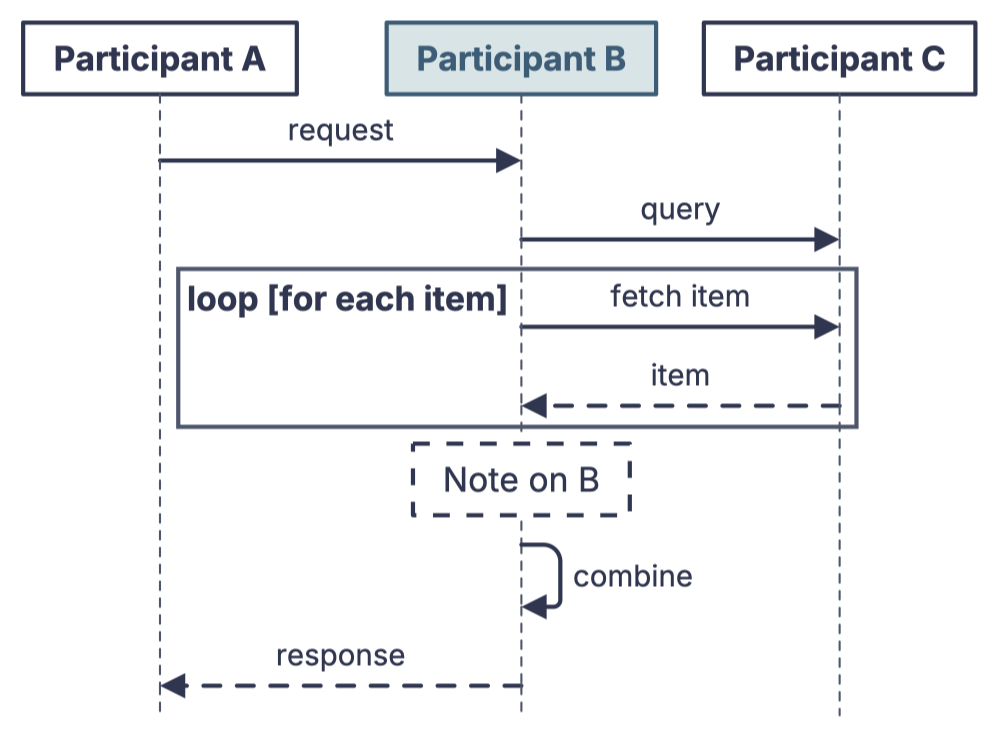 Participant A
Participant B
Participant C
request
query
loop [for each item]
fetch item
item
Note on B
combine
response